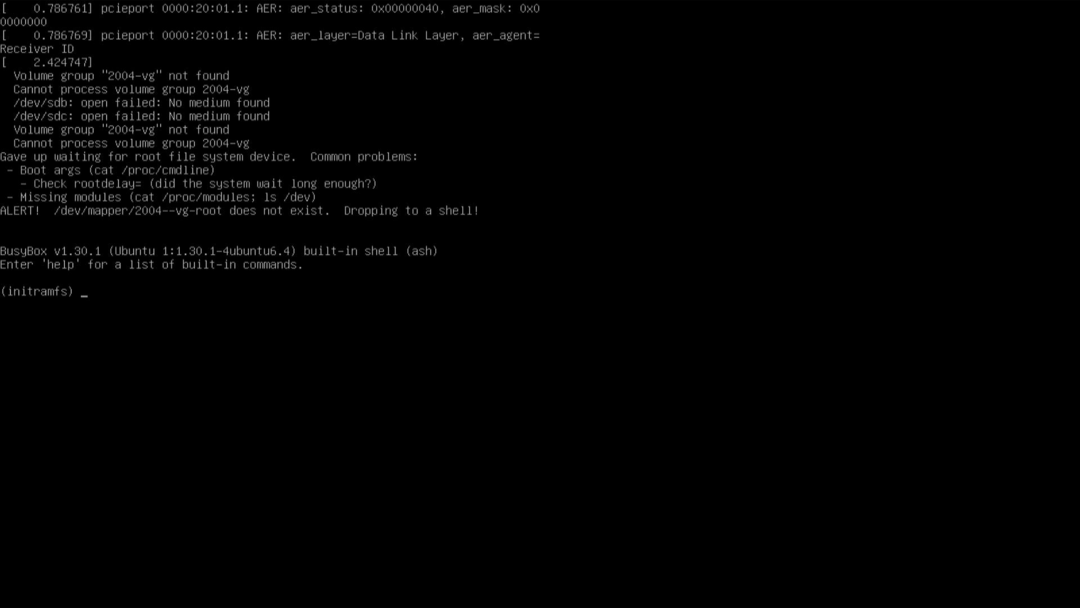 [    0.786761] pcieport 0000:20:01.1: AER: aer_status: 0x00000040, aer_mask: 0x0
0000000
[    0.786769] pcieport 0000:20:01.1: AER: aer_layer=Data Link Layer, aer_agent=
Receiver ID
[    2.424747]
  Volume group "2004-vg" not found
  Cannot process volume group 2004-vg
  /dev/sdb: open failed: No medium found
  /dev/sdc: open failed: No medium found
  Volume group "2004-vg" not found
  Cannot process volume group 2004-vg
Gave up waiting for root file system device.  Common problems:
 - Boot args (cat /proc/cmdline)
   - Check rootdelay= (did the system wait long enough?)
 - Missing modules (cat /proc/modules; ls /dev)
ALERT!  /dev/mapper/2004--vg-root does not exist.  Dropping to a shell!
BusyBox v1.30.1 (Ubuntu 1:1.30.1-4ubuntu6.4) built-in shell (ash)
Enter 'help' for a list of built-in commands.
(initramfs) _